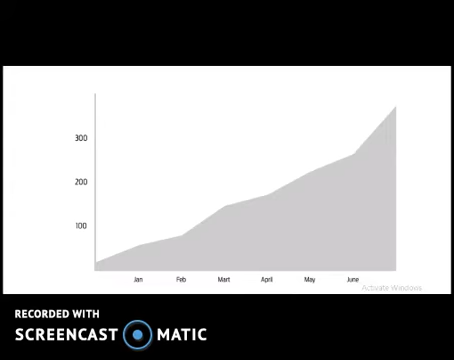 300
200
100
Jan Feb Mart April May June
Activate Windows
RECORDED WITH
SCREENCAST MATIC